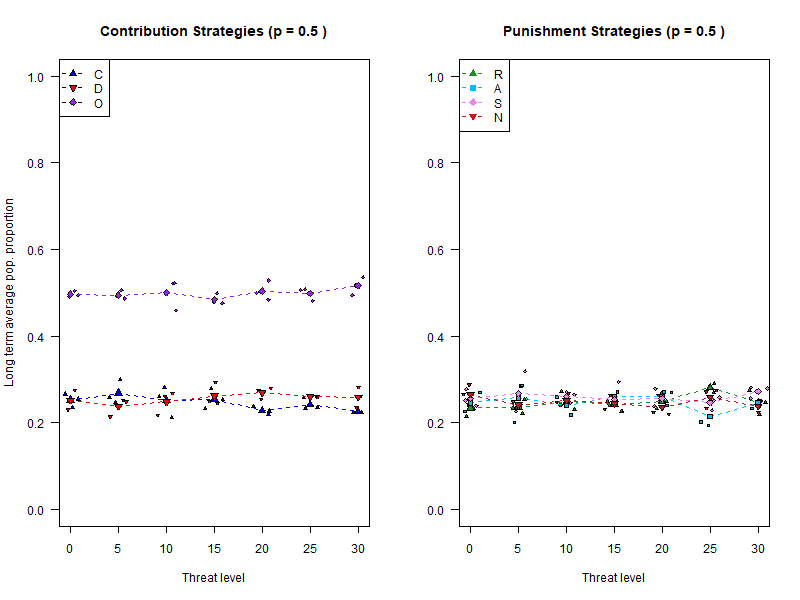 Contribution Strategies (p = 0.5 )
Long term average pop. proportion
1.0
0.8
0.6
0.4
0.2
0.0
C
D
O
0 5 10 15 20 25 30
Threat level
Punishment Strategies (p = 0.5 )
1.0
0.8
0.6
0.4
0.2
0.0
R
A
S
N
0 5 10 15 20 25 30
Threat level